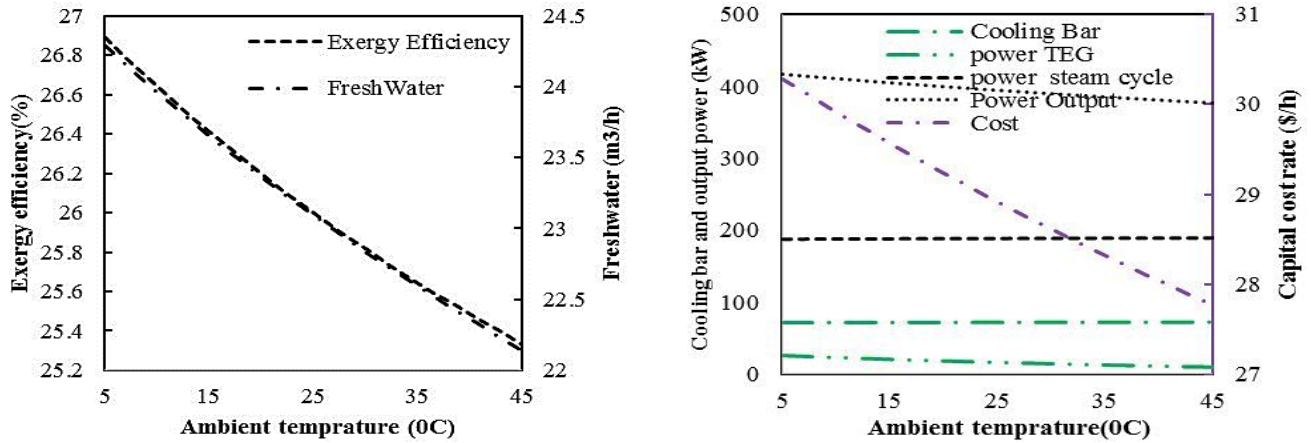 27
26.8
26.6
26.4
26.2
26
25.8
25.6
25.4
25.2
Exergy efficiency(%)
Exergy Efficiency
FreshWater
24.5
24
23.5
23
22.5
22
Freshwater (m3/h)
5 15 25 35 45
Ambient temprature (0C)
500
400
300
200
100
0
Cooling bar and output power (kW)
Cooling Bar
power TEG
power steam cycle
Power Output
Cost
31
30
29
28
27
Capital cost rate ($/h)
5 15 25 35 45
Ambient temprature(0C)